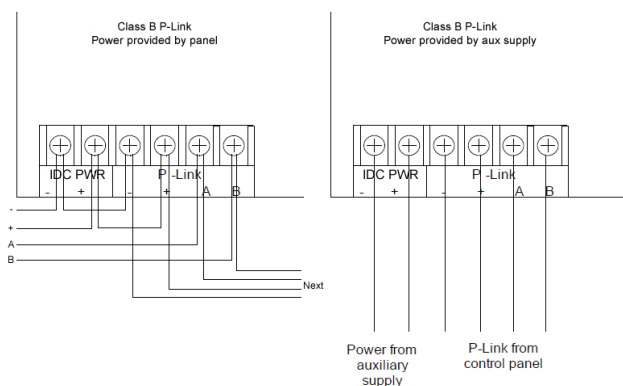 Class B P-Link
Power provided by panel
IDC PWR P -Link
- + - + A B
-
+
A
B
Next
Class B P-Link
Power provided by aux supply
IDC PWR P -Link
- + - + A B
Power from
auxiliary
supply
P-Link from
control panel